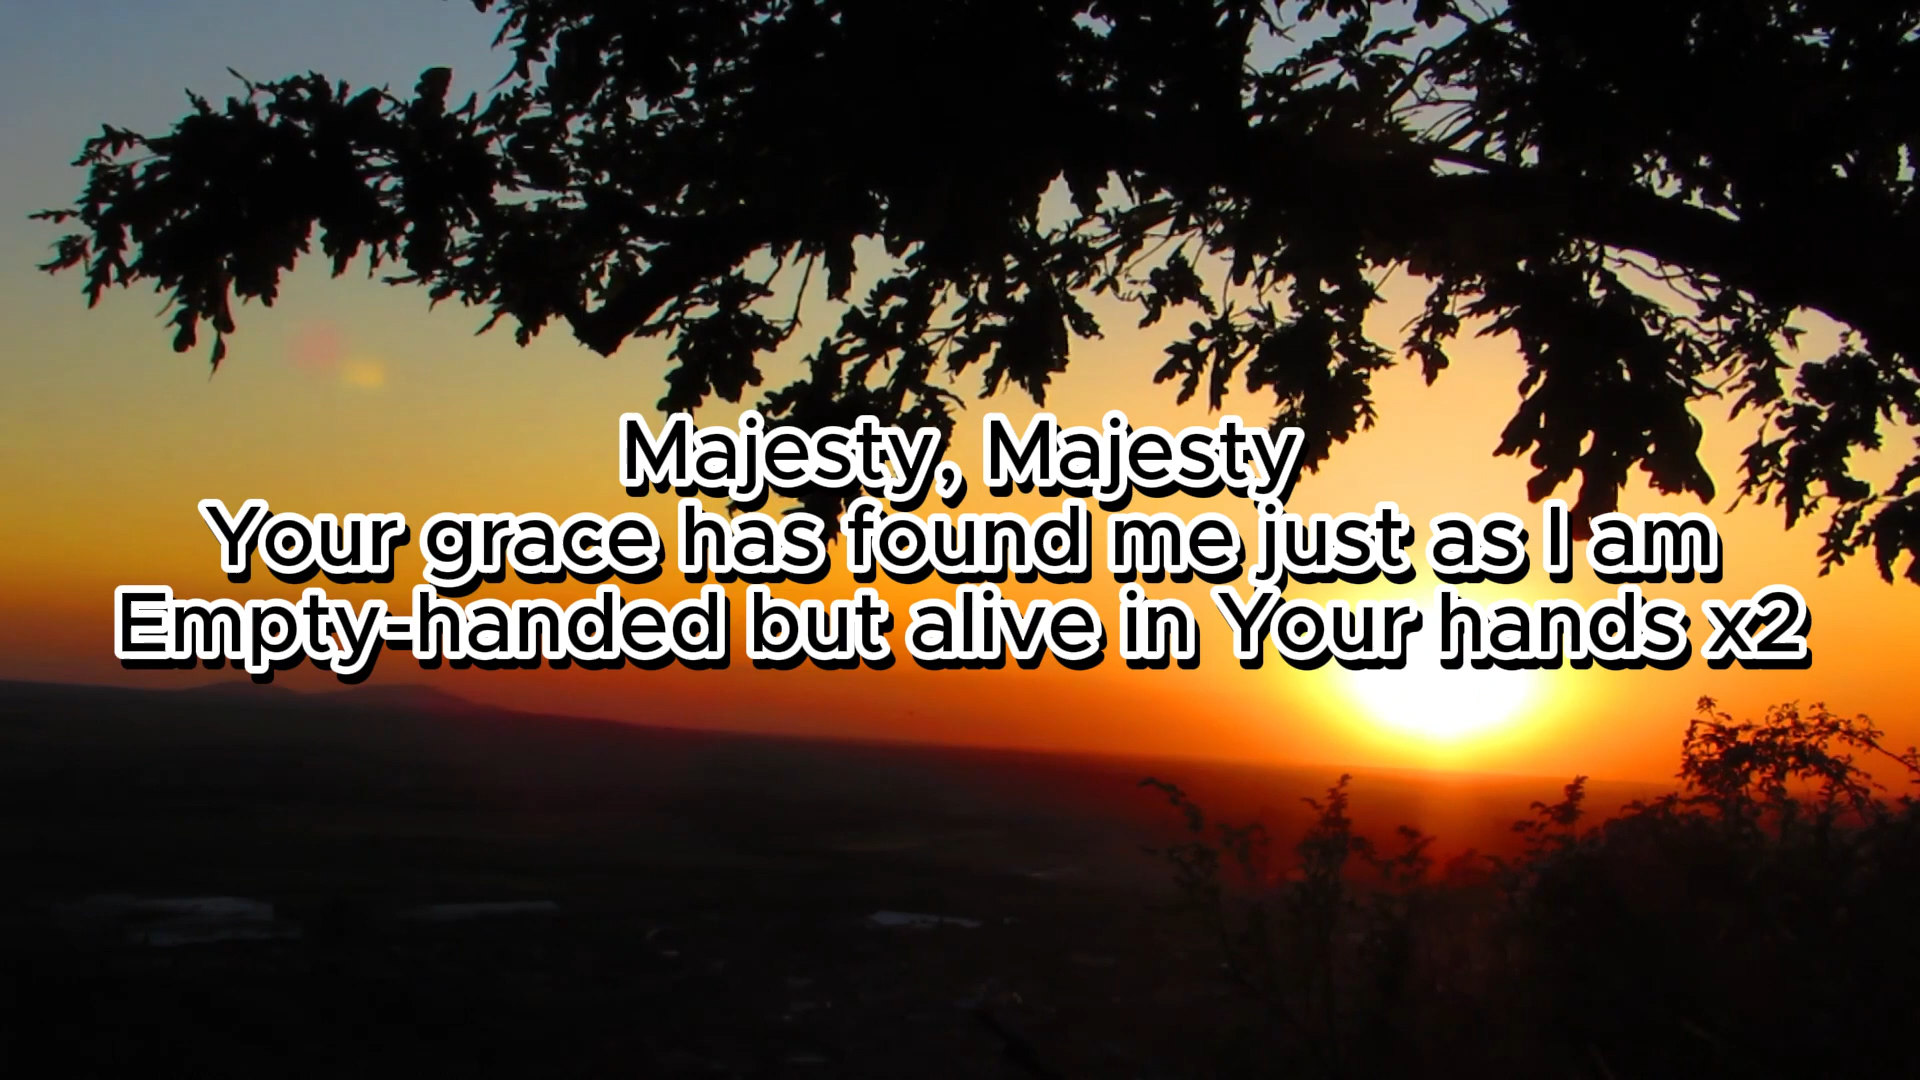 Majesty, Majesty
Your grace has found me just as I am
Empty-handed but alive in Your hands x2